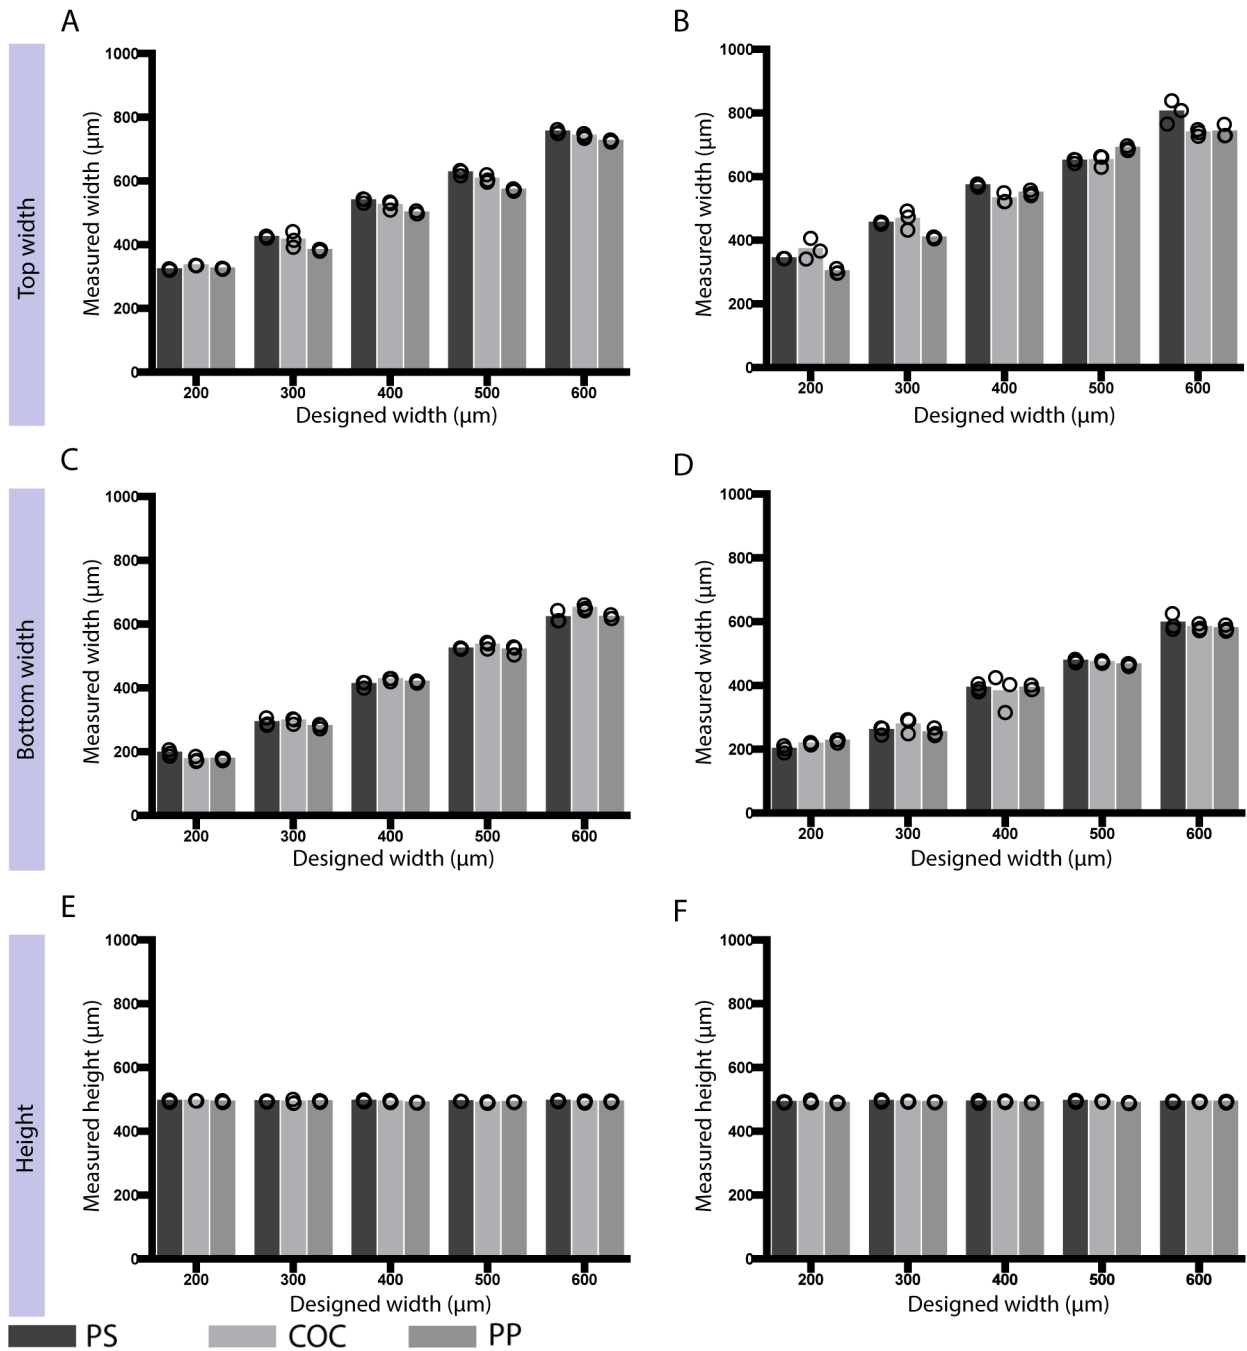 A
B
Top width
Measured width (μm)
1000
800
600
400
200
0
200 300 400 500 600
Designed width (μm)
Measured width (μm)
1000
800
600
400
200
0
200 300 400 500 600
Designed width (μm)
C
D
Bottom width
Measured width (μm)
1000
800
600
400
200
0
200 300 400 500 600
Designed width (μm)
Measured width (μm)
1000
800
600
400
200
0
200 300 400 500 600
Designed width (μm)
E
F
Height
Measured height (μm)
1000
800
600
400
200
0
200 300 400 500 600
Designed width (μm)
Measured height (μm)
1000
800
600
400
200
0
200 300 400 500 600
Designed width (μm)
PS COC PP